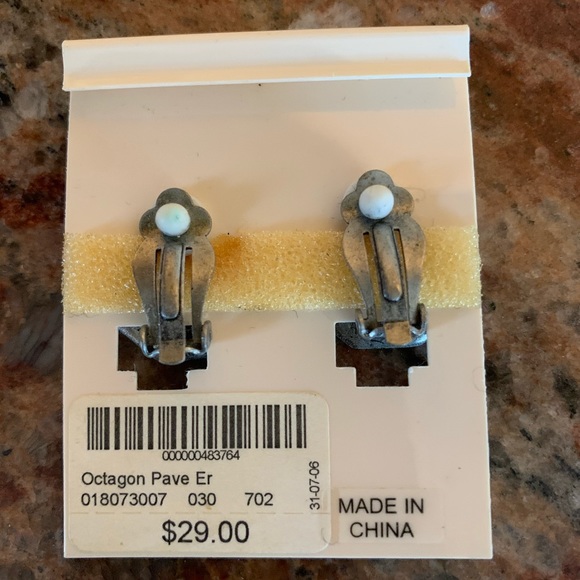 000000483764
Octagon Pave Er
018073007 030 702
$29.00
31-07-06
MADE IN
CHINA